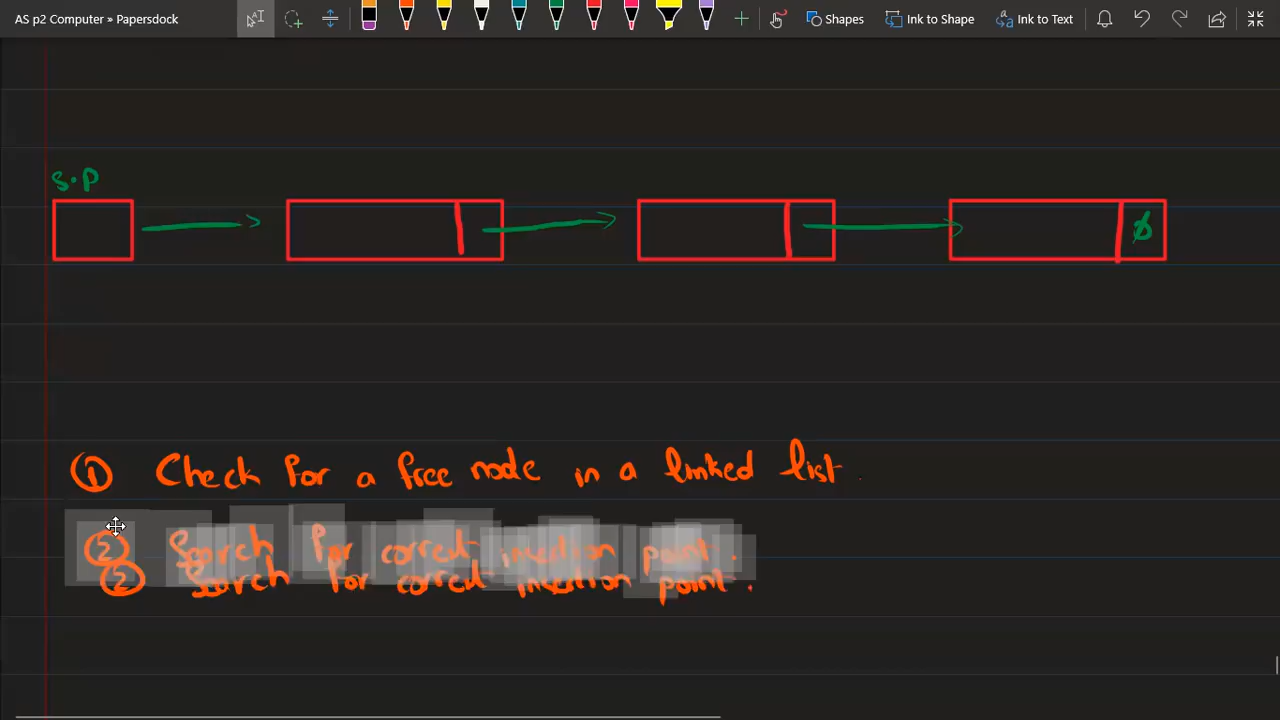 AS p2 Computer » Papersdock
Shapes Ink to Shape Ink to Text
S.P
Ø
① Check for a free node in a linked list.
② Search for correct insertion point.
② Search for correct insertion point.